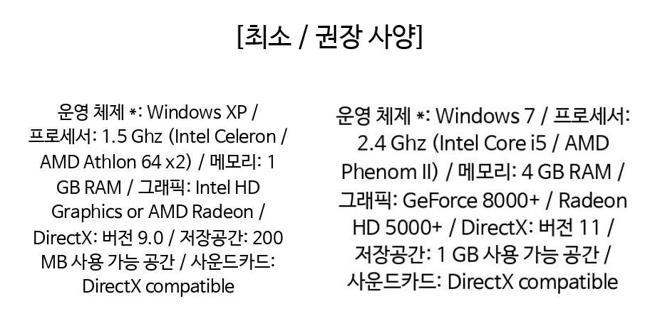 [최소 / 권장 사양]
운영 체제 *: Windows XP /
프로세서: 1.5 Ghz (Intel Celeron /
AMD Athlon 64 x2) / 메모리: 1
GB RAM / 그래픽: Intel HD
Graphics or AMD Radeon /
DirectX: 버전 9.0 / 저장공간: 200
MB 사용 가능 공간 / 사운드카드:
DirectX compatible
운영 체제 *: Windows 7 / 프로세서:
2.4 Ghz (Intel Core i5 / AMD
Phenom II) / 메모리: 4 GB RAM /
그래픽: GeForce 8000+ / Radeon
HD 5000+ / DirectX: 버전 11 /
저장공간: 1 GB 사용 가능 공간 /
사운드카드: DirectX compatible